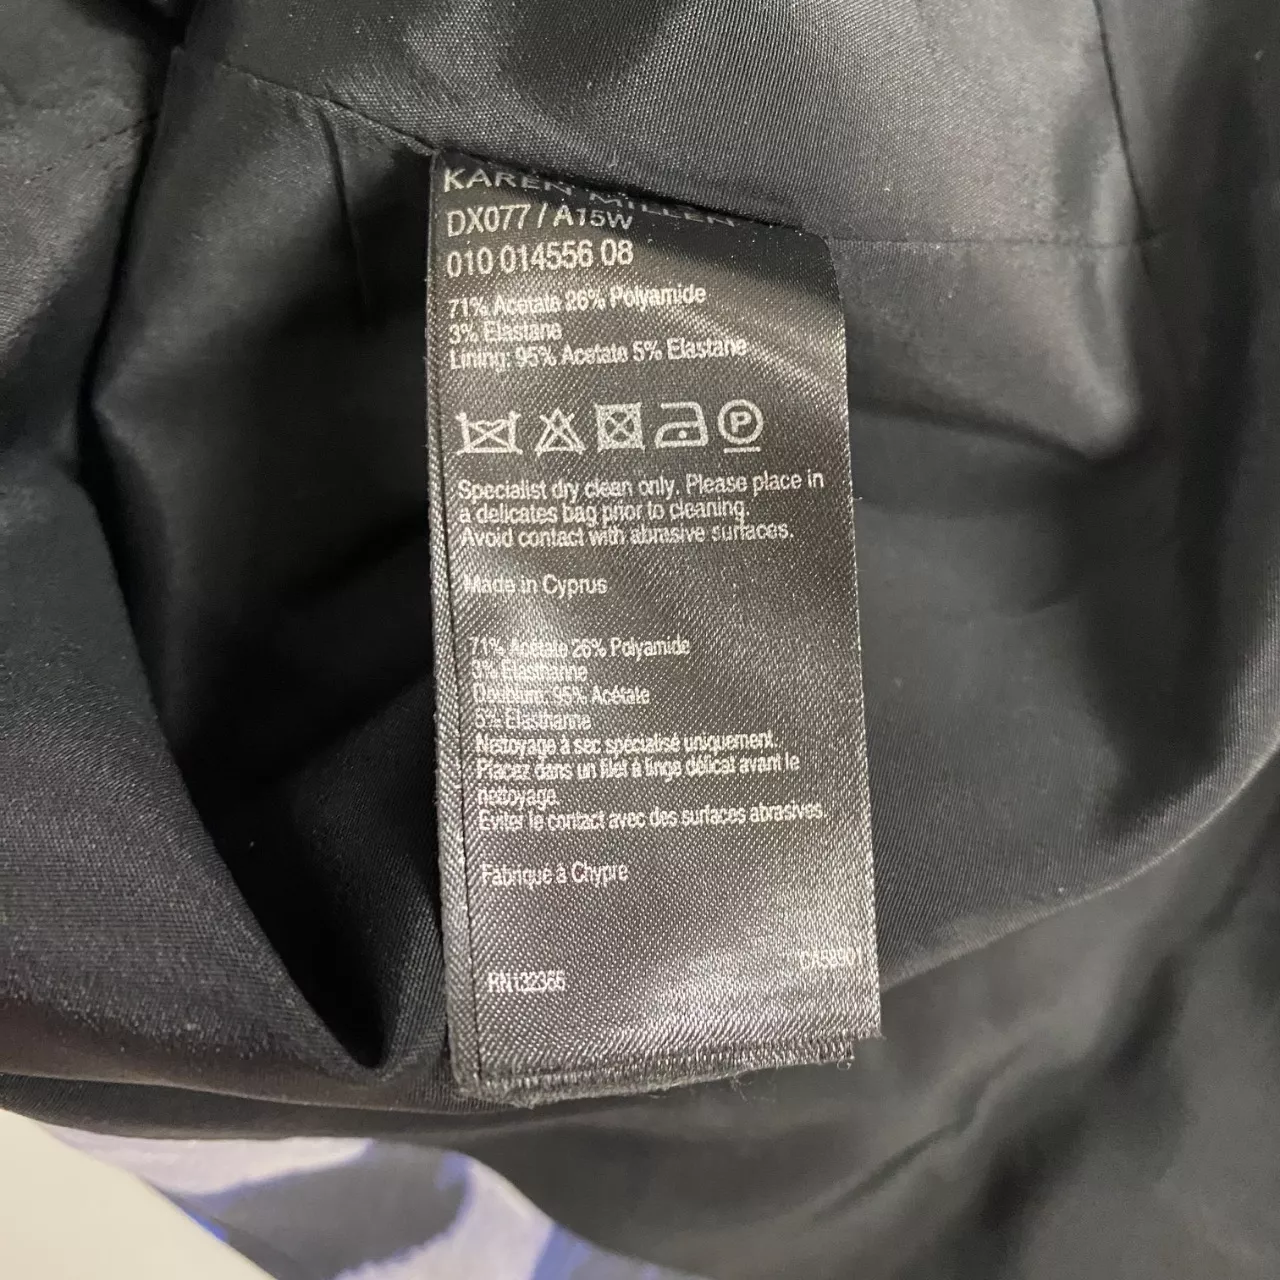 KAREN MILLEN
DX077 / A15W
010 014556 08
71% Acetate 26% Polyamide
3% Elastane
Lining: 95% Acetate 5% Elastane
P
Specialist dry clean only. Please place in
a delicates bag prior to cleaning.
Avoid contact with abrasive surfaces.
Made in Cyprus
71% Acétate 26% Polyamide
3% Elasthanne
Doublure: 95% Acétate
5% Elasthanne
Nettoyage à sec spécialisé uniquement.
Placez dans un filet à linge délicat avant le
nettoyage.
Eviter le contact avec des surfaces abrasives.
Fabriqué à Chypre
RN132366